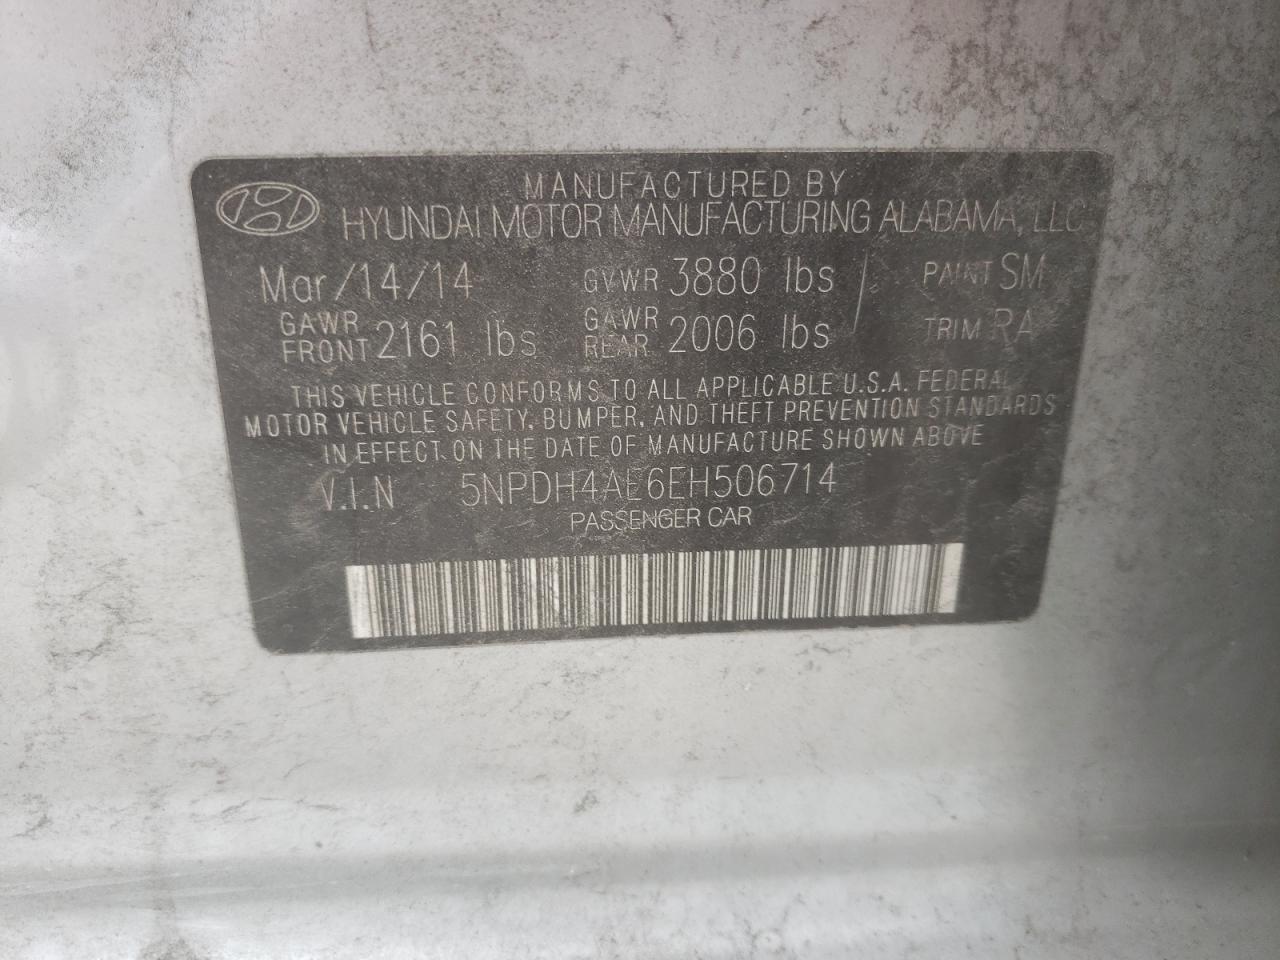 MANUFACTURED BY
HYUNDAI MOTOR MANUFACTURING ALABAMA, LLC
Mar/14/14 GVWR 3880 lbs PAINT SM
GAWR FRONT 2161 lbs GAWR REAR 2006 lbs TRIM RA
THIS VEHICLE CONFORMS TO ALL APPLICABLE U.S.A. FEDERAL
MOTOR VEHICLE SAFETY, BUMPER, AND THEFT PREVENTION STANDARDS
IN EFFECT ON THE DATE OF MANUFACTURE SHOWN ABOVE
V.I.N 5NPDH4AE6EH506714
PASSENGER CAR